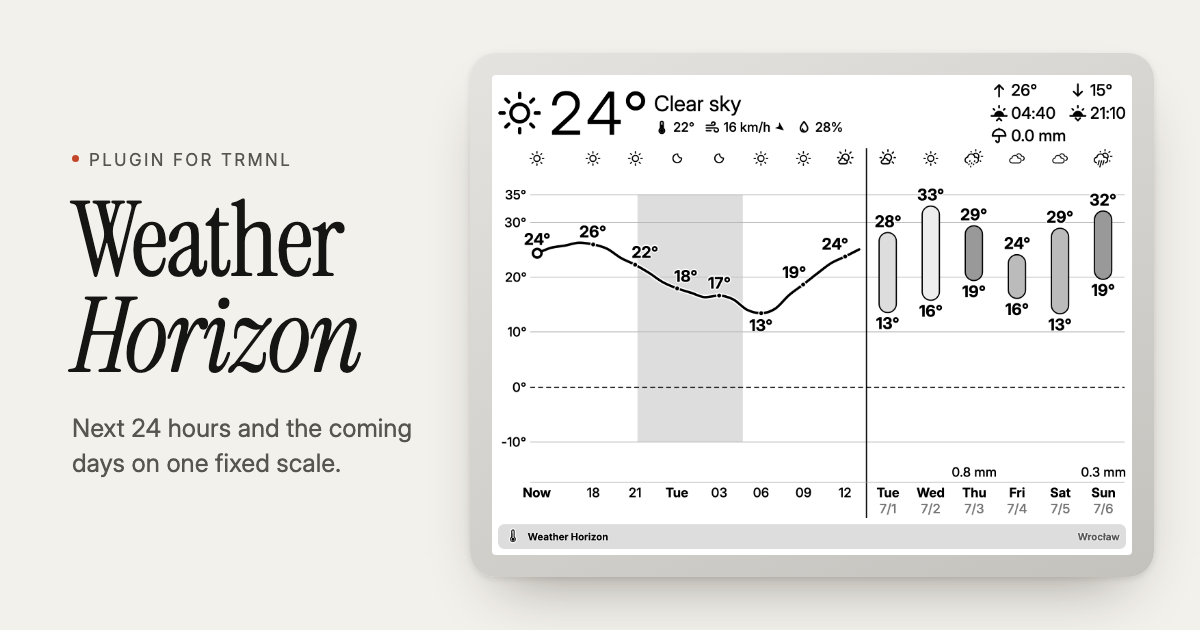 PLUGIN FOR TRMNL
Weather
Horizon
Next 24 hours and the coming
days on one fixed scale.
24° Clear sky
22° 16 km/h 28%
26° 15°
04:40 21:10
0.0 mm
35°
30°
20°
10°
0°
-10°
24° 26° 22° 18° 17° 13° 19° 24°
28° 33° 29° 24° 29° 32°
13° 16° 19° 16° 13° 19°
0.8 mm 0.3 mm
Now 18 21 Tue 03 06 09 12 Tue Wed Thu Fri Sat Sun
7/1 7/2 7/3 7/4 7/5 7/6
Weather Horizon Wrocław